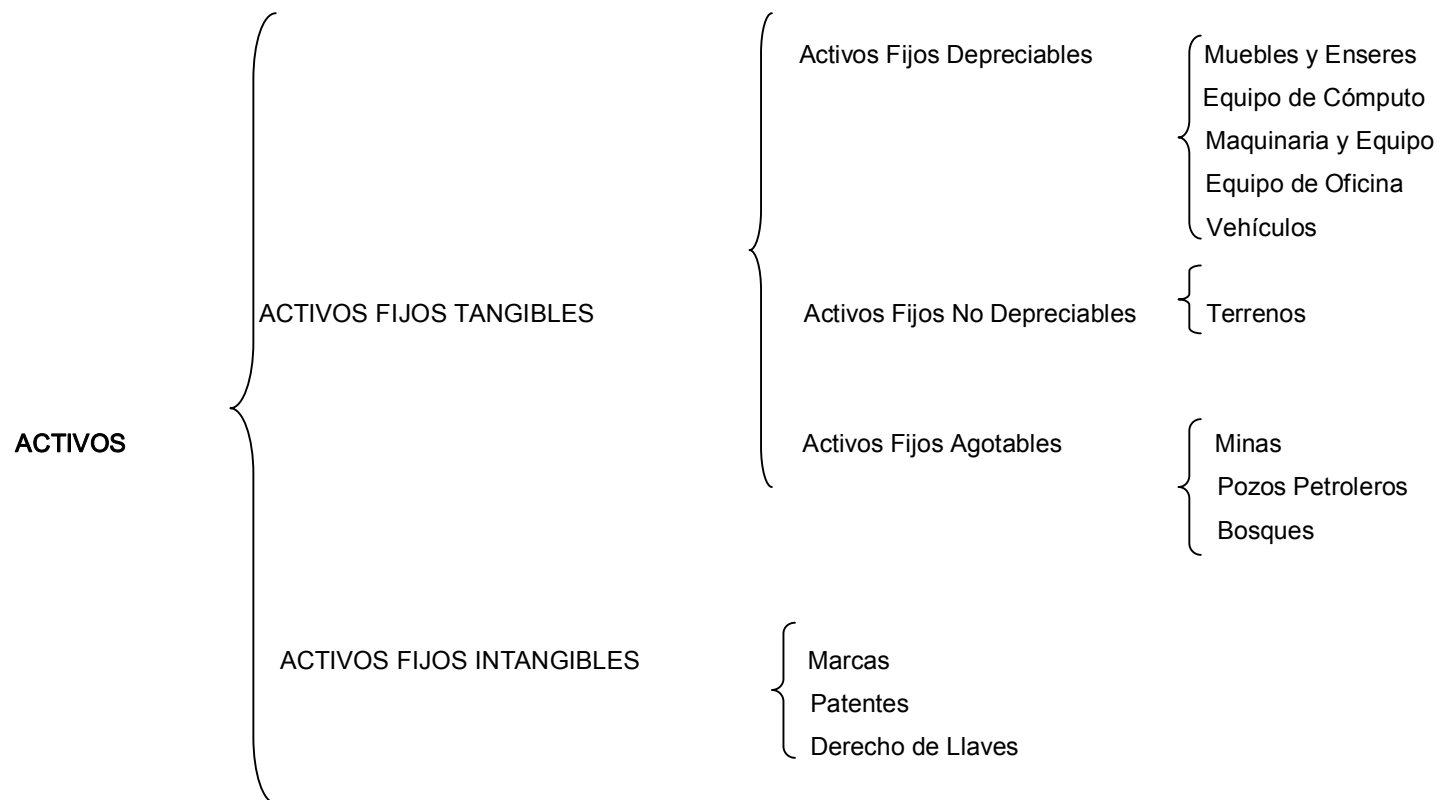 ACTIVOS
ACTIVOS FIJOS TANGIBLES
Activos Fijos Depreciables
Muebles y Enseres
Equipo de Cómputo
Maquinaria y Equipo
Equipo de Oficina
Vehículos
Activos Fijos No Depreciables
Terrenos
Activos Fijos Agotables
Minas
Pozos Petroleros
Bosques
ACTIVOS FIJOS INTANGIBLES
Marcas
Patentes
Derecho de Llaves